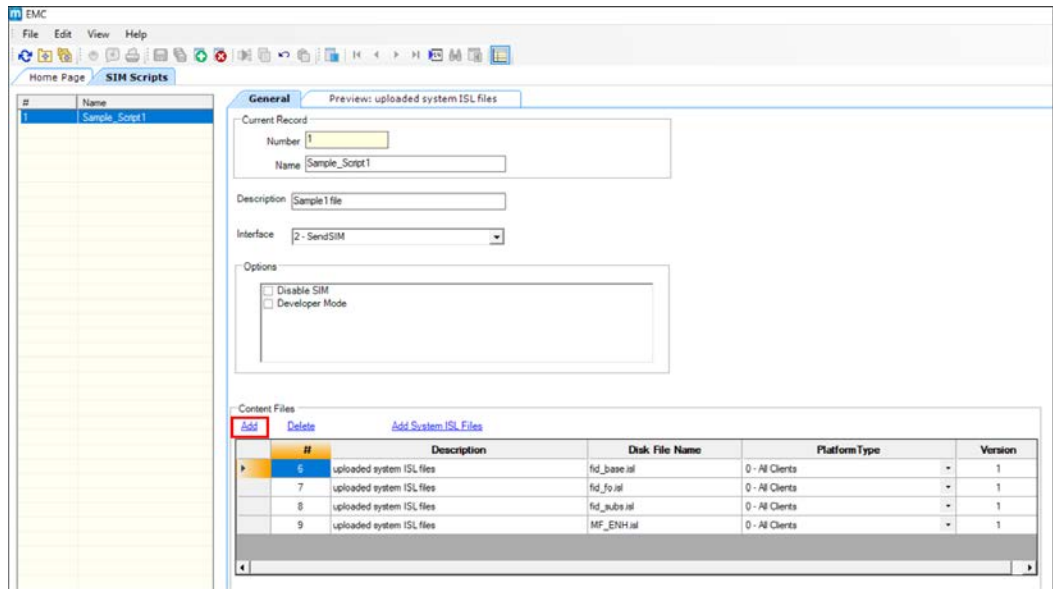 EMC
File Edit View Help
Home Page SIM Scripts
# Name
1 Sample_Script1
General Preview: uploaded system ISL files
Current Record
Number 1
Name Sample_Script1
Description Sample1 file
Interface 2 - SendSIM
Options
Disable SIM
Developer Mode
Content Files
Add Delete Add System ISL Files
# Description Disk File Name PlatformType Version
6 uploaded system ISL files fid_base.isl 0 - All Clients 1
7 uploaded system ISL files fid_fo.isl 0 - All Clients 1
8 uploaded system ISL files fid_subs.isl 0 - All Clients 1
9 uploaded system ISL files MF_ENH.isl 0 - All Clients 1